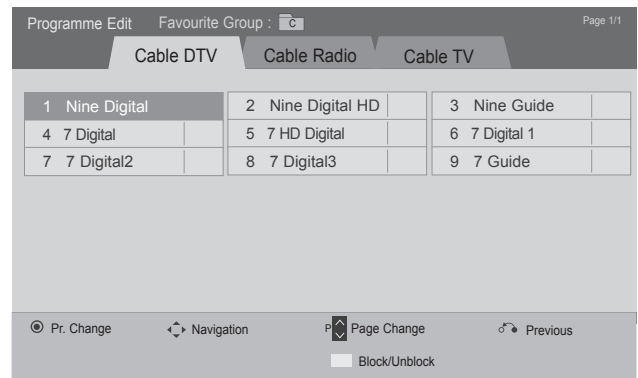 Programme Edit Favourite Group : C Page 1/1
Cable DTV Cable Radio Cable TV
1 Nine Digital 2 Nine Digital HD 3 Nine Guide
4 7 Digital 5 7 HD Digital 6 7 Digital 1
7 7 Digital2 8 7 Digital3 9 7 Guide
Pr. Change Navigation P Page Change Previous
Block/Unblock